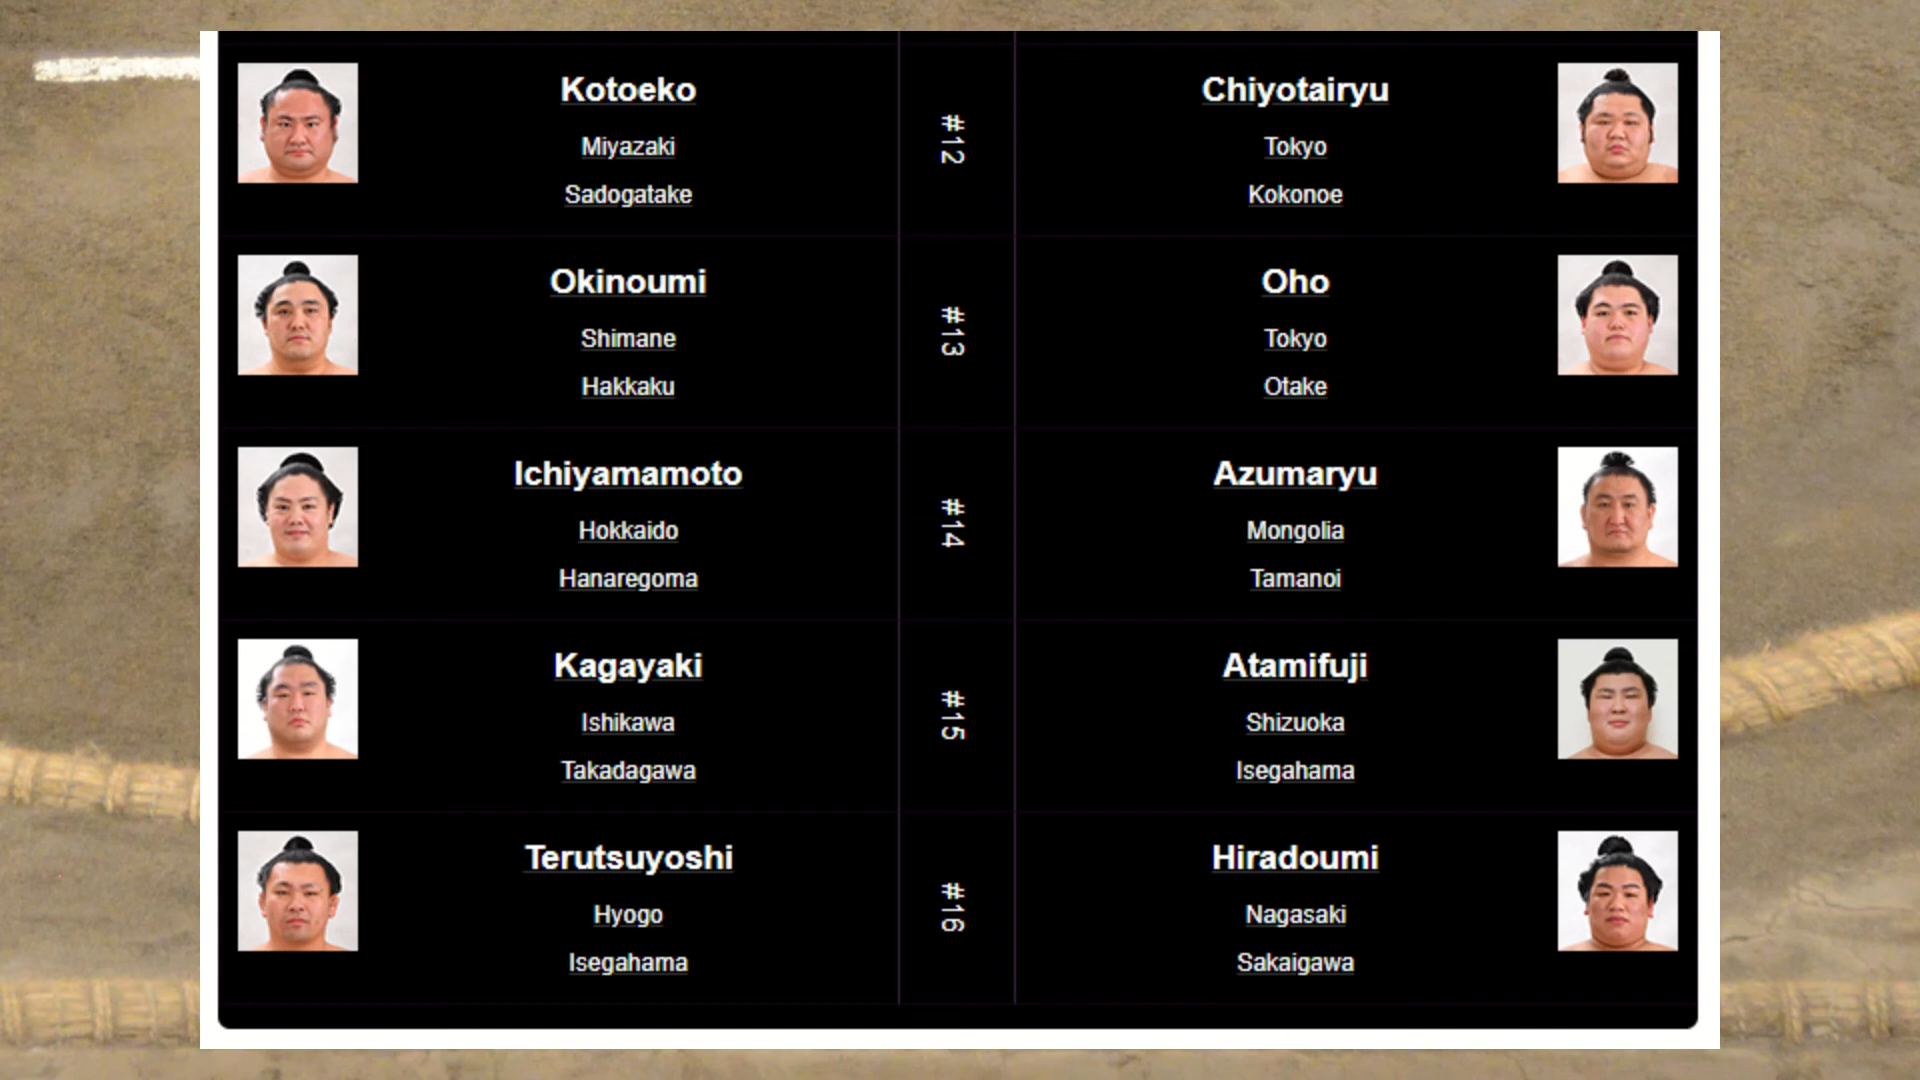 Kotoeko
Miyazaki
Sadogatake
#12
Chiyotairyu
Tokyo
Kokonoe
Okinoumi
Shimane
Hakkaku
#13
Oho
Tokyo
Otake
Ichiyamamoto
Hokkaido
Hanaregoma
#14
Azumaryu
Mongolia
Tamanoi
Kagayaki
Ishikawa
Takadagawa
#15
Atamifuji
Shizuoka
Isegahama
Terutsuyoshi
Hyogo
Isegahama
#16
Hiradoumi
Nagasaki
Sakaigawa